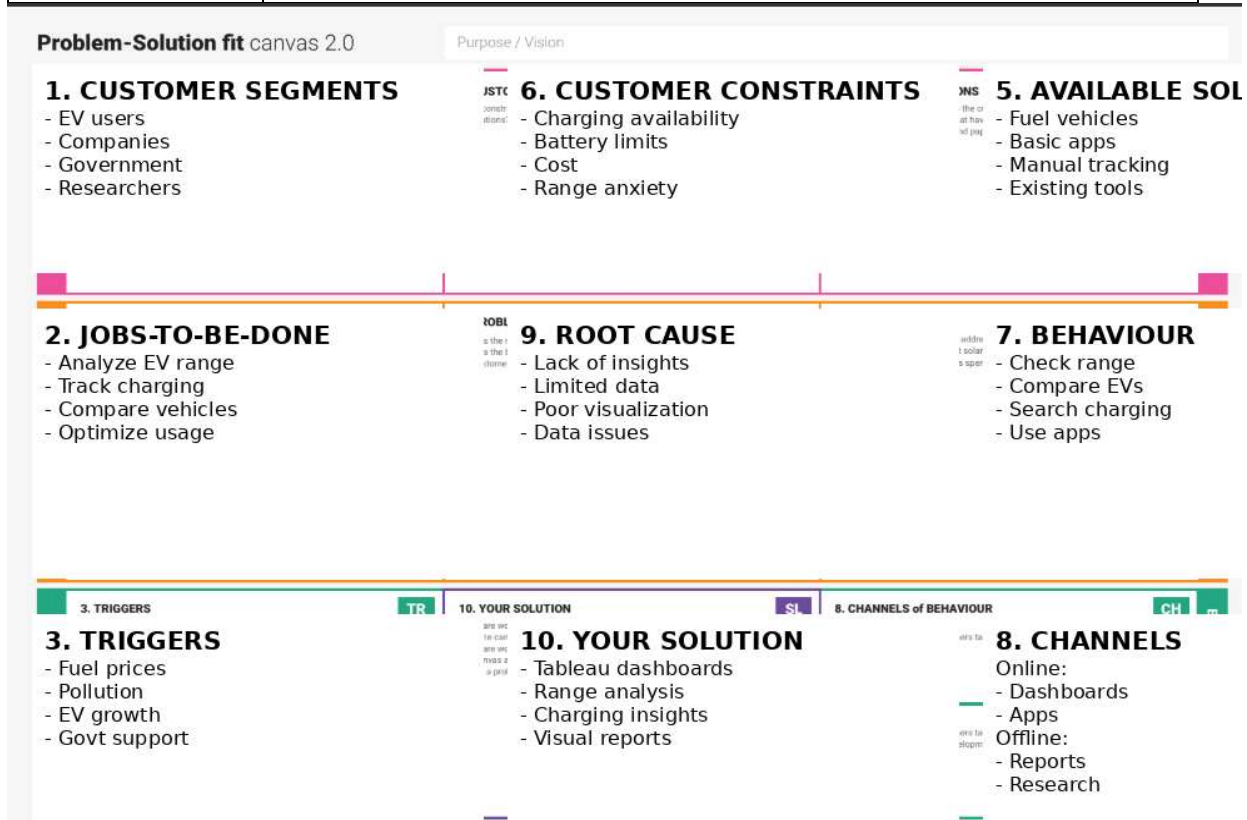 Problem-Solution fit canvas 2.0
Purpose / Vision
1. CUSTOMER SEGMENTS
- EV users
- Companies
- Government
- Researchers
6. CUSTOMER CONSTRAINTS
- Charging availability
- Battery limits
- Cost
- Range anxiety
5. AVAILABLE SOL
- Fuel vehicles
- Basic apps
- Manual tracking
- Existing tools
2. JOBS-TO-BE-DONE
- Analyze EV range
- Track charging
- Compare vehicles
- Optimize usage
9. ROOT CAUSE
- Lack of insights
- Limited data
- Poor visualization
- Data issues
7. BEHAVIOUR
- Check range
- Compare EVs
- Search charging
- Use apps
3. TRIGGERS
TR
10. YOUR SOLUTION
SL
8. CHANNELS of BEHAVIOUR
CH
3. TRIGGERS
- Fuel prices
- Pollution
- EV growth
- Govt support
10. YOUR SOLUTION
- Tableau dashboards
- Range analysis
- Charging insights
- Visual reports
8. CHANNELS
Online:
- Dashboards
- Apps
Offline:
- Reports
- Research